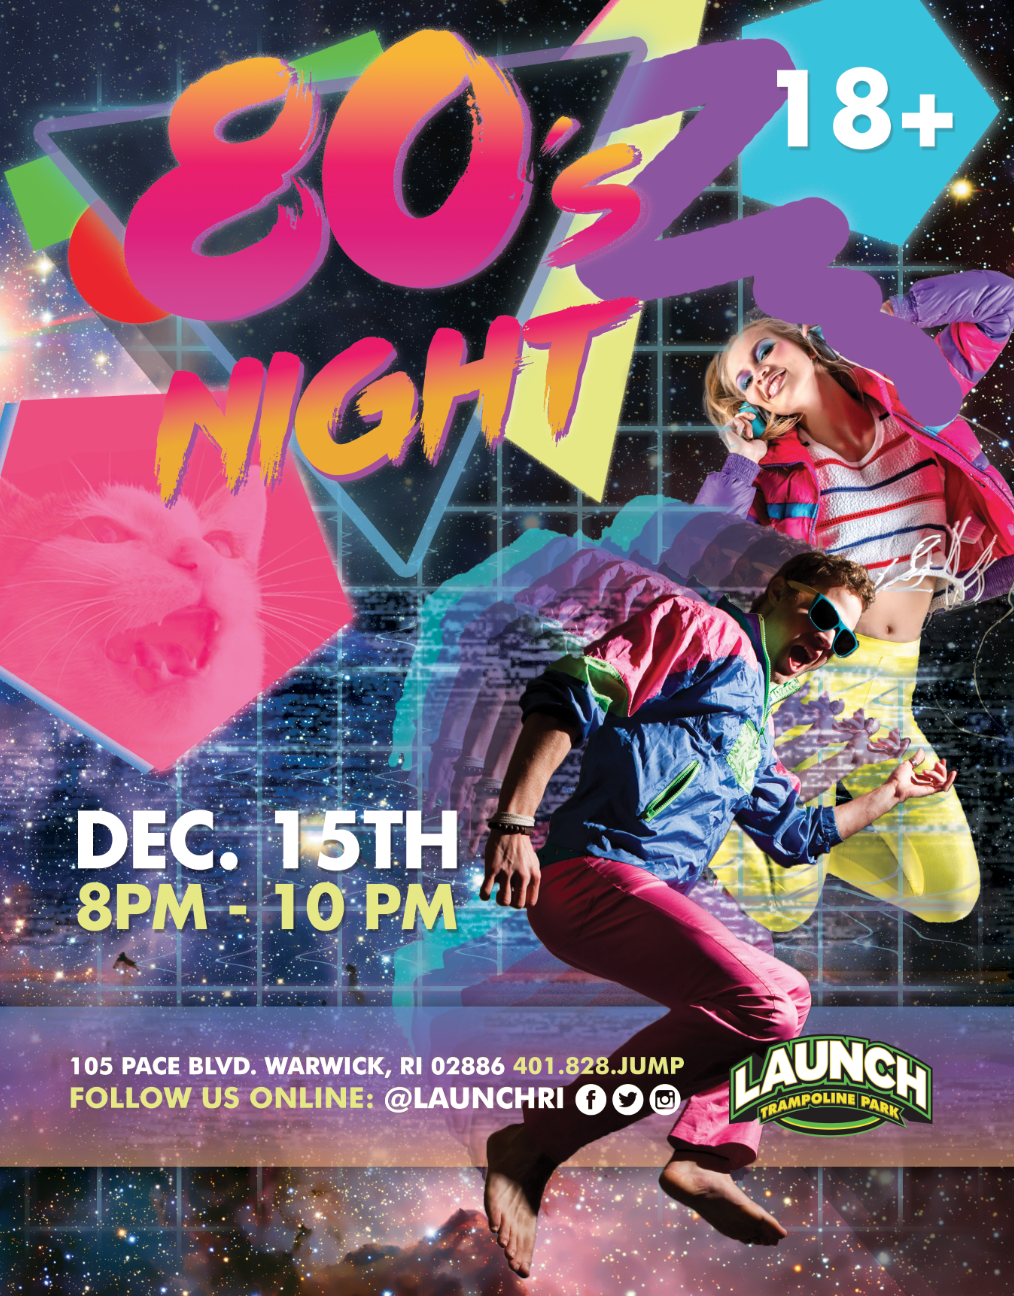 80's
NIGHT
18+
DEC. 15TH
8PM - 10 PM
105 PACE BLVD. WARWICK, RI 02886 401.828.JUMP
FOLLOW US ONLINE: @LAUNCHRI
LAUNCH
TRAMPOLINE PARK